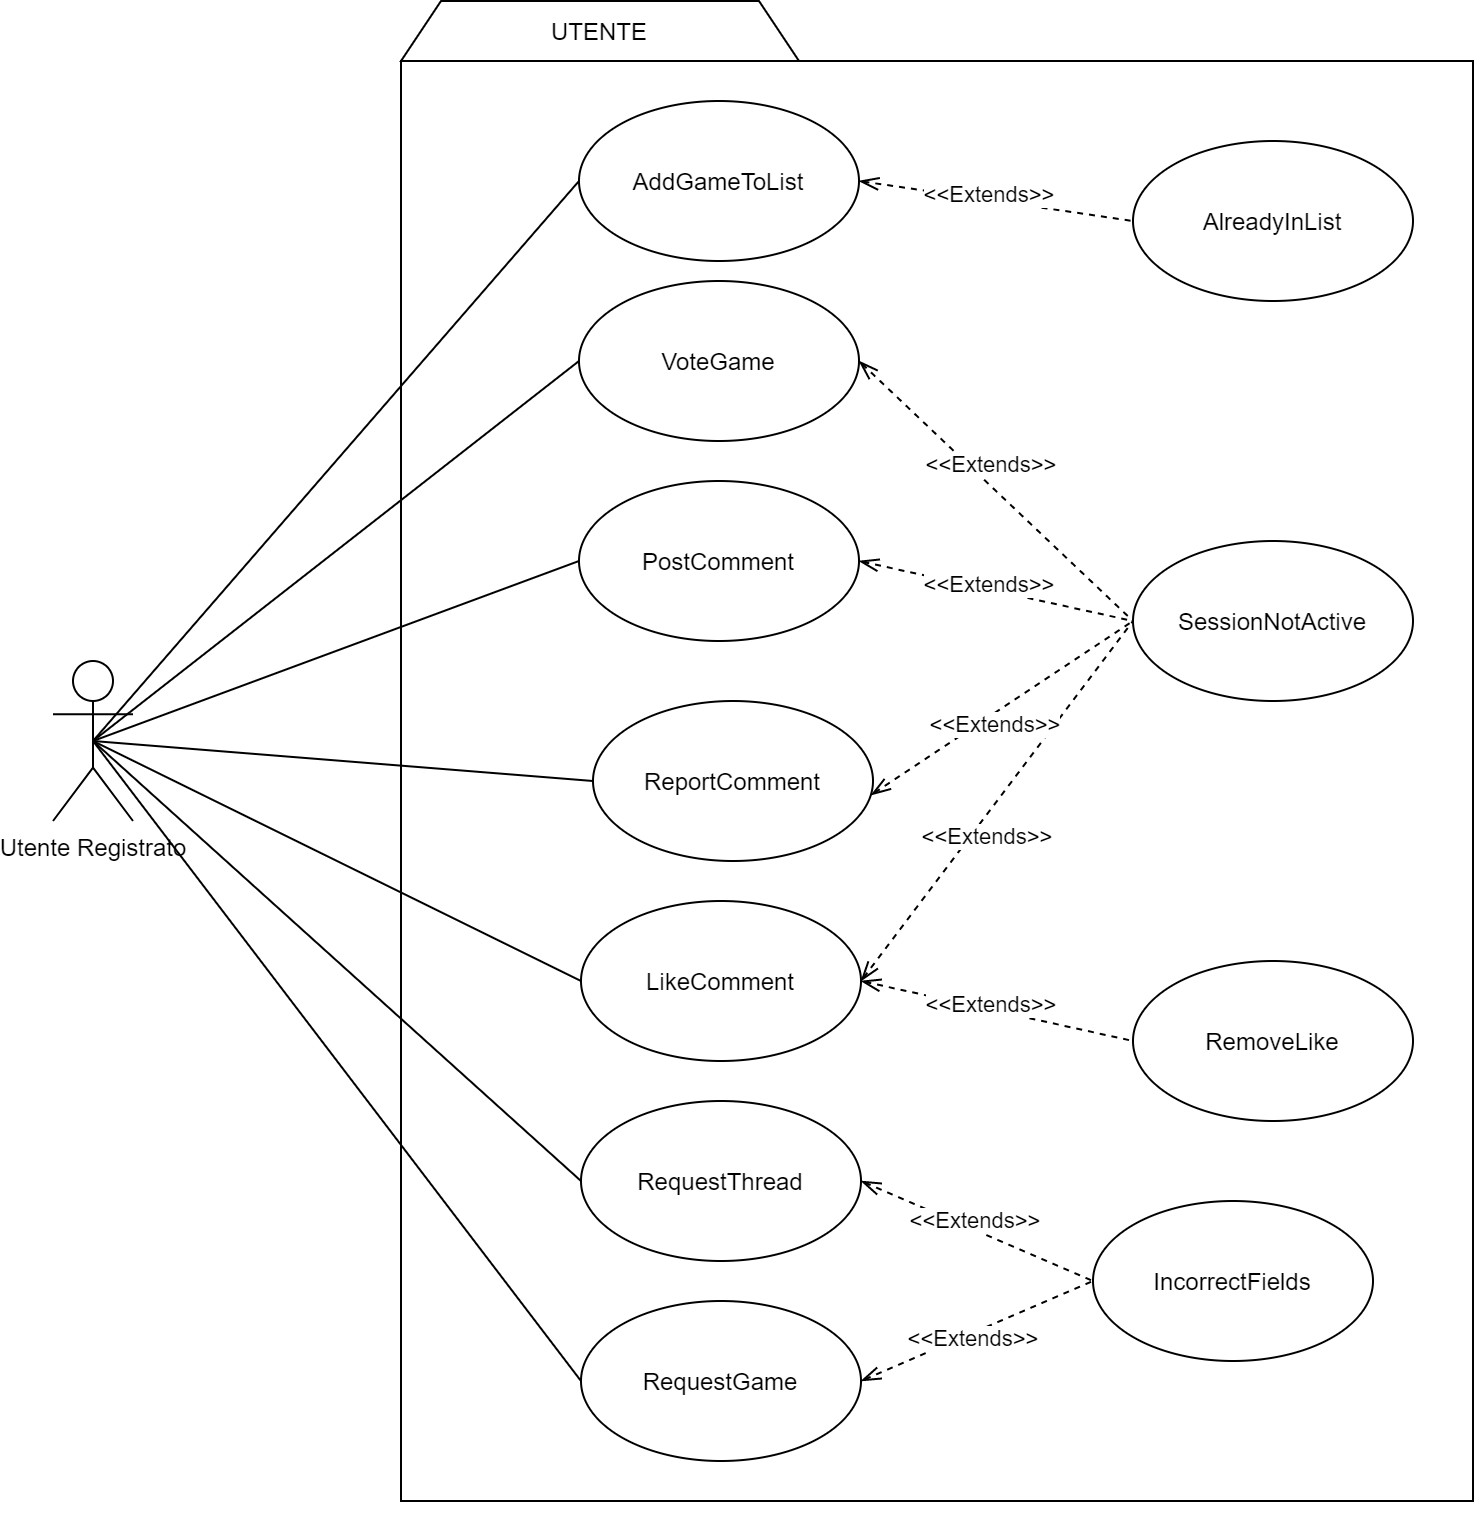 UTENTE
AddGameToList
<<Extends>>
AlreadyInList
VoteGame
<<Extends>>
PostComment
<<Extends>>
SessionNotActive
<<Extends>>
ReportComment
<<Extends>>
Utente Registrato
LikeComment
<<Extends>>
RemoveLike
RequestThread
<<Extends>>
IncorrectFields
<<Extends>>
RequestGame